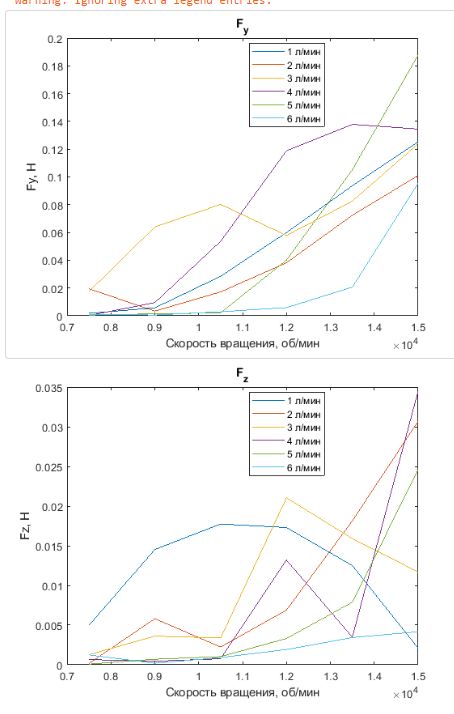 Warning: Ignoring extra legend entries.
Fy
0.2
0.18
0.16
0.14
0.12
0.1
0.08
0.06
0.04
0.02
0
Fy, Н
1 л/мин
2 л/мин
3 л/мин
4 л/мин
5 л/мин
6 л/мин
0.7 0.8 0.9 1 1.1 1.2 1.3 1.4 1.5
Скорость вращения, об/мин
×10^4
Fz
0.035
0.03
0.025
0.02
0.015
0.01
0.005
0
Fz, Н
1 л/мин
2 л/мин
3 л/мин
4 л/мин
5 л/мин
6 л/мин
0.7 0.8 0.9 1 1.1 1.2 1.3 1.4 1.5
Скорость вращения, об/мин
×10^4